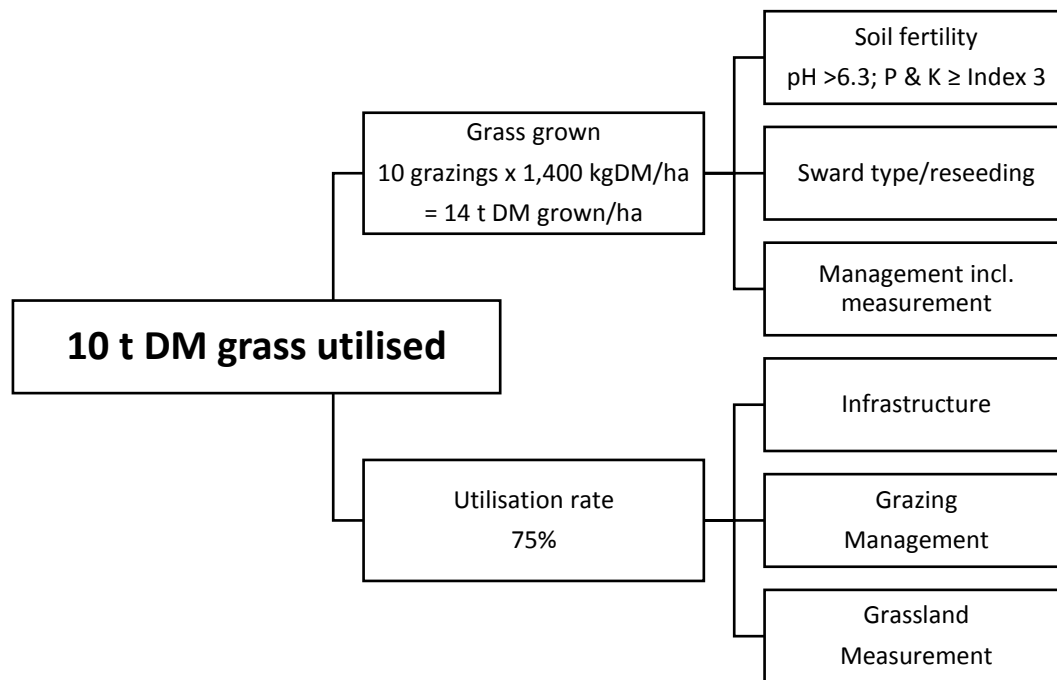 10 t DM grass utilised
Grass grown
10 grazings x 1,400 kgDM/ha
= 14 t DM grown/ha
Soil fertility
pH >6.3; P & K ≥ Index 3
Sward type/reseeding
Management incl.
measurement
Utilisation rate
75%
Infrastructure
Grazing
Management
Grassland
Measurement